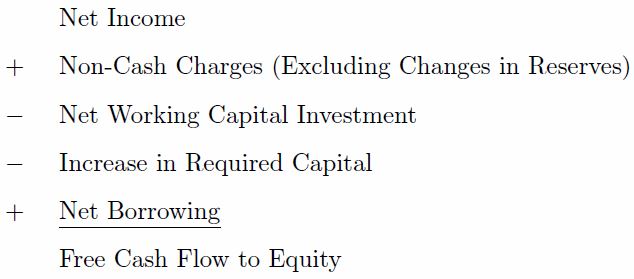 Net Income
+ Non-Cash Charges (Excluding Changes in Reserves)
− Net Working Capital Investment
− Increase in Required Capital
+ Net Borrowing
Free Cash Flow to Equity